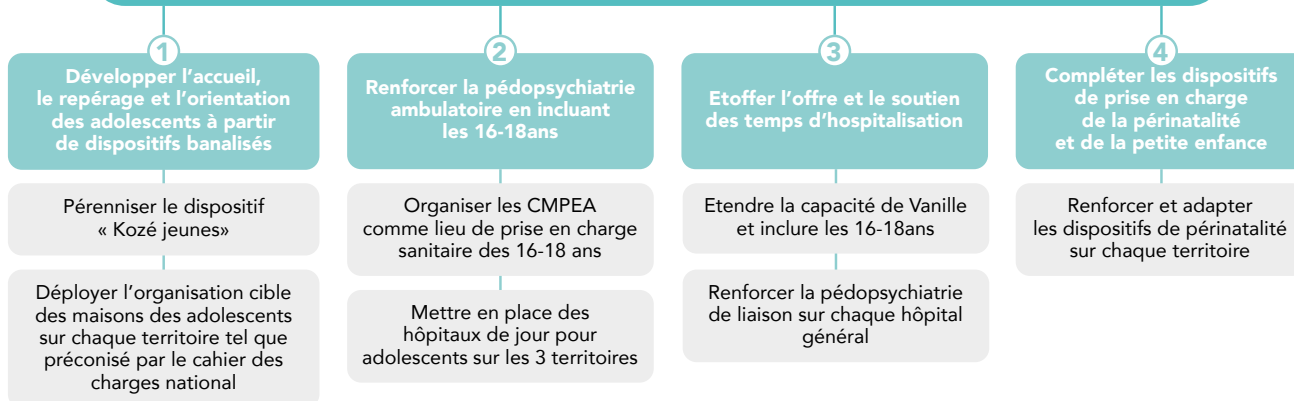 1
Développer l’accueil,
le repérage et l’orientation
des adolescents à partir
de dispositifs banalisés
Pérenniser le dispositif
« Kozé jeunes»
Déployer l’organisation cible
des maisons des adolescents
sur chaque territoire tel que
préconisé par le cahier des
charges national
2
Renforcer la pédopsychiatrie
ambulatoire en incluant
les 16-18ans
Organiser les CMPEA
comme lieu de prise en charge
sanitaire des 16-18 ans
Mettre en place des
hôpitaux de jour pour
adolescents sur les 3 territoires
3
Etoffer l’offre et le soutien
des temps d’hospitalisation
Etendre la capacité de Vanille
et inclure les 16-18ans
Renforcer la pédopsychiatrie
de liaison sur chaque hôpital
général
4
Compléter les dispositifs
de prise en charge
de la périnatalité
et de la petite enfance
Renforcer et adapter
les dispositifs de périnatalité
sur chaque territoire